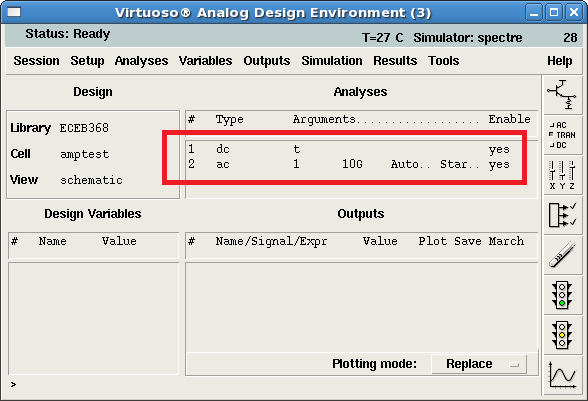 Virtuoso® Analog Design Environment (3)
Status: Ready
T=27 C Simulator: spectre 28
Session Setup Analyses Variables Outputs Simulation Results Tools Help
Design
Library ECEB368
Cell amptest
View schematic
Analyses
# Type Arguments................... Enable
1 dc t yes
2 ac 1 10G Auto.. Star.. yes
AC
TRAN
DC
X Y Z
Design Variables
# Name Value
Outputs
# Name/Signal/Expr Value Plot Save March
Plotting mode: Replace
>